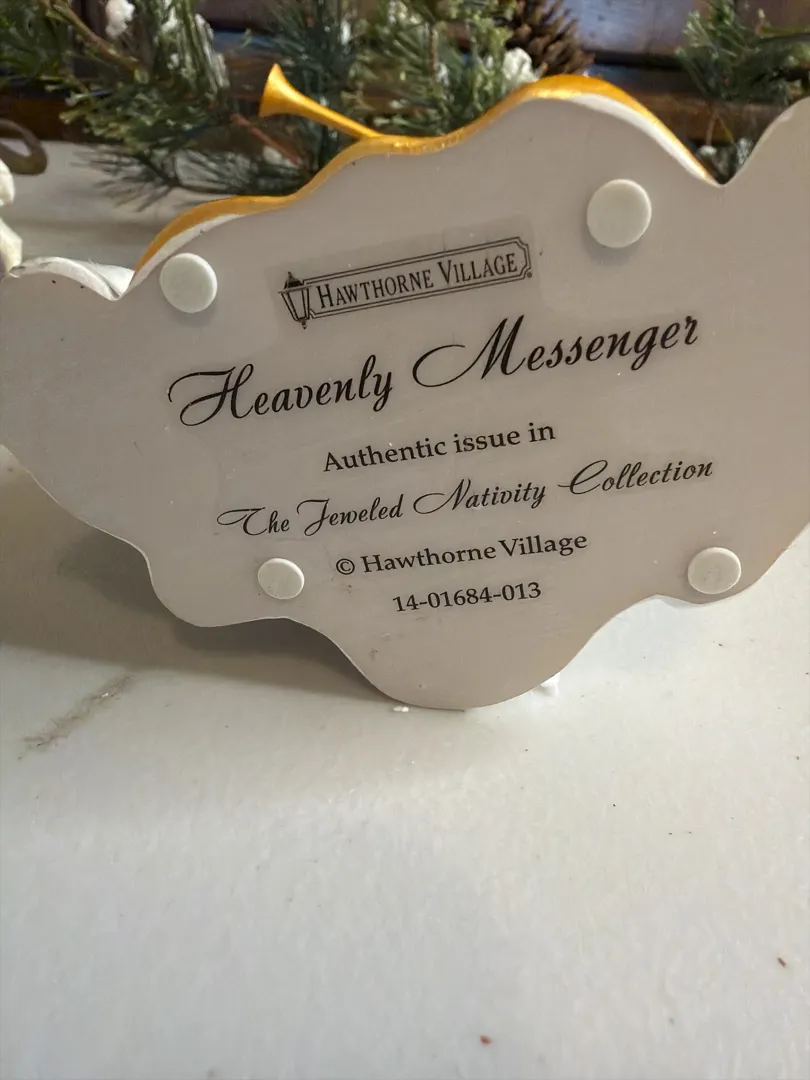 HAWTHORNE VILLAGE
Heavenly Messenger
Authentic issue in
The Jeweled Nativity Collection
© Hawthorne Village
14-01684-013